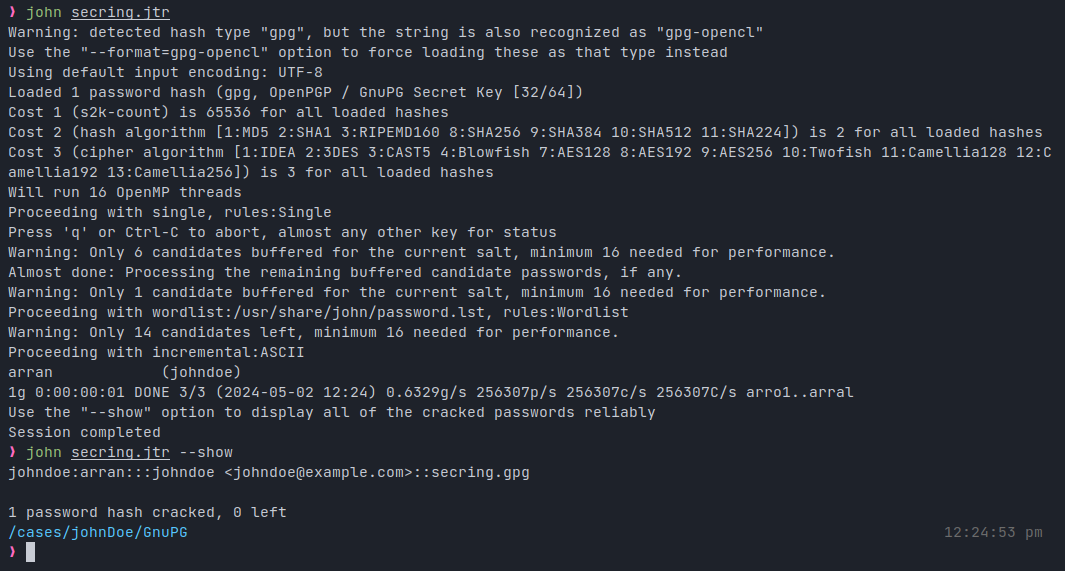 ❱ john secring.jtr
Warning: detected hash type "gpg", but the string is also recognized as "gpg-opencl"
Use the "--format=gpg-opencl" option to force loading these as that type instead
Using default input encoding: UTF-8
Loaded 1 password hash (gpg, OpenPGP / GnuPG Secret Key [32/64])
Cost 1 (s2k-count) is 65536 for all loaded hashes
Cost 2 (hash algorithm [1:MD5 2:SHA1 3:RIPEMD160 8:SHA256 9:SHA384 10:SHA512 11:SHA224]) is 2 for all loaded hashes
Cost 3 (cipher algorithm [1:IDEA 2:3DES 3:CAST5 4:Blowfish 7:AES128 8:AES192 9:AES256 10:Twofish 11:Camellia128 12:C
amellia192 13:Camellia256]) is 3 for all loaded hashes
Will run 16 OpenMP threads
Proceeding with single, rules:Single
Press 'q' or Ctrl-C to abort, almost any other key for status
Warning: Only 6 candidates buffered for the current salt, minimum 16 needed for performance.
Almost done: Processing the remaining buffered candidate passwords, if any.
Warning: Only 1 candidate buffered for the current salt, minimum 16 needed for performance.
Proceeding with wordlist:/usr/share/john/password.lst, rules:Wordlist
Warning: Only 14 candidates left, minimum 16 needed for performance.
Proceeding with incremental:ASCII
arran            (johndoe)
1g 0:00:00:01 DONE 3/3 (2024-05-02 12:24) 0.6329g/s 256307p/s 256307c/s 256307C/s arro1..arral
Use the "--show" option to display all of the cracked passwords reliably
Session completed
❱ john secring.jtr --show
johndoe:arran:::johndoe <johndoe@example.com>::secring.gpg
1 password hash cracked, 0 left
/cases/johnDoe/GnuPG 12:24:53 pm
❱